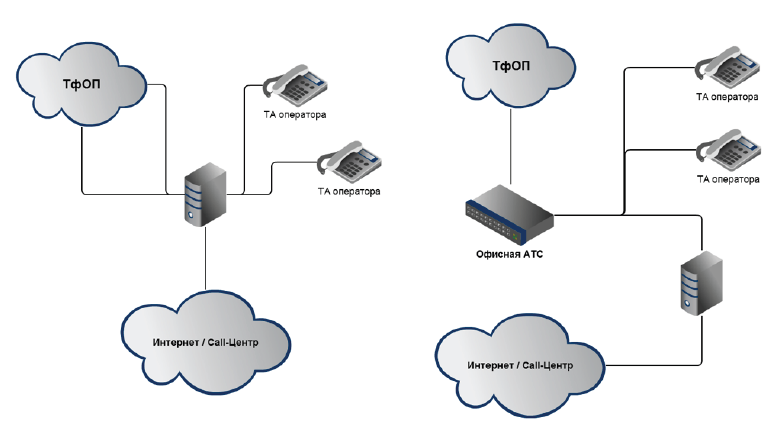 ТфОП
ТА оператора
ТА оператора
Интернет / Call-Центр
ТфОП
ТА оператора
ТА оператора
Офисная АТС
Интернет / Call-Центр